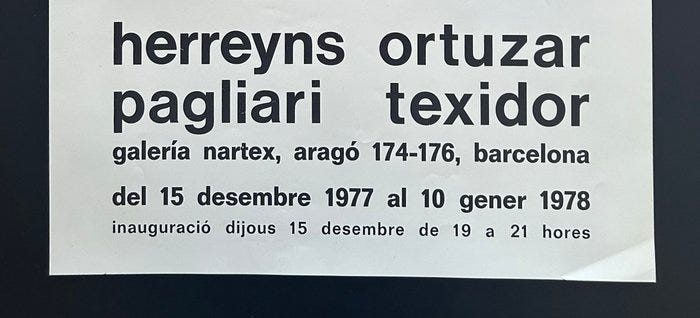 herreyns ortuzar
pagliari texidor
galería nartex, aragó 174-176, barcelona
del 15 desembre 1977 al 10 gener 1978
inauguració dijous 15 desembre de 19 a 21 hores